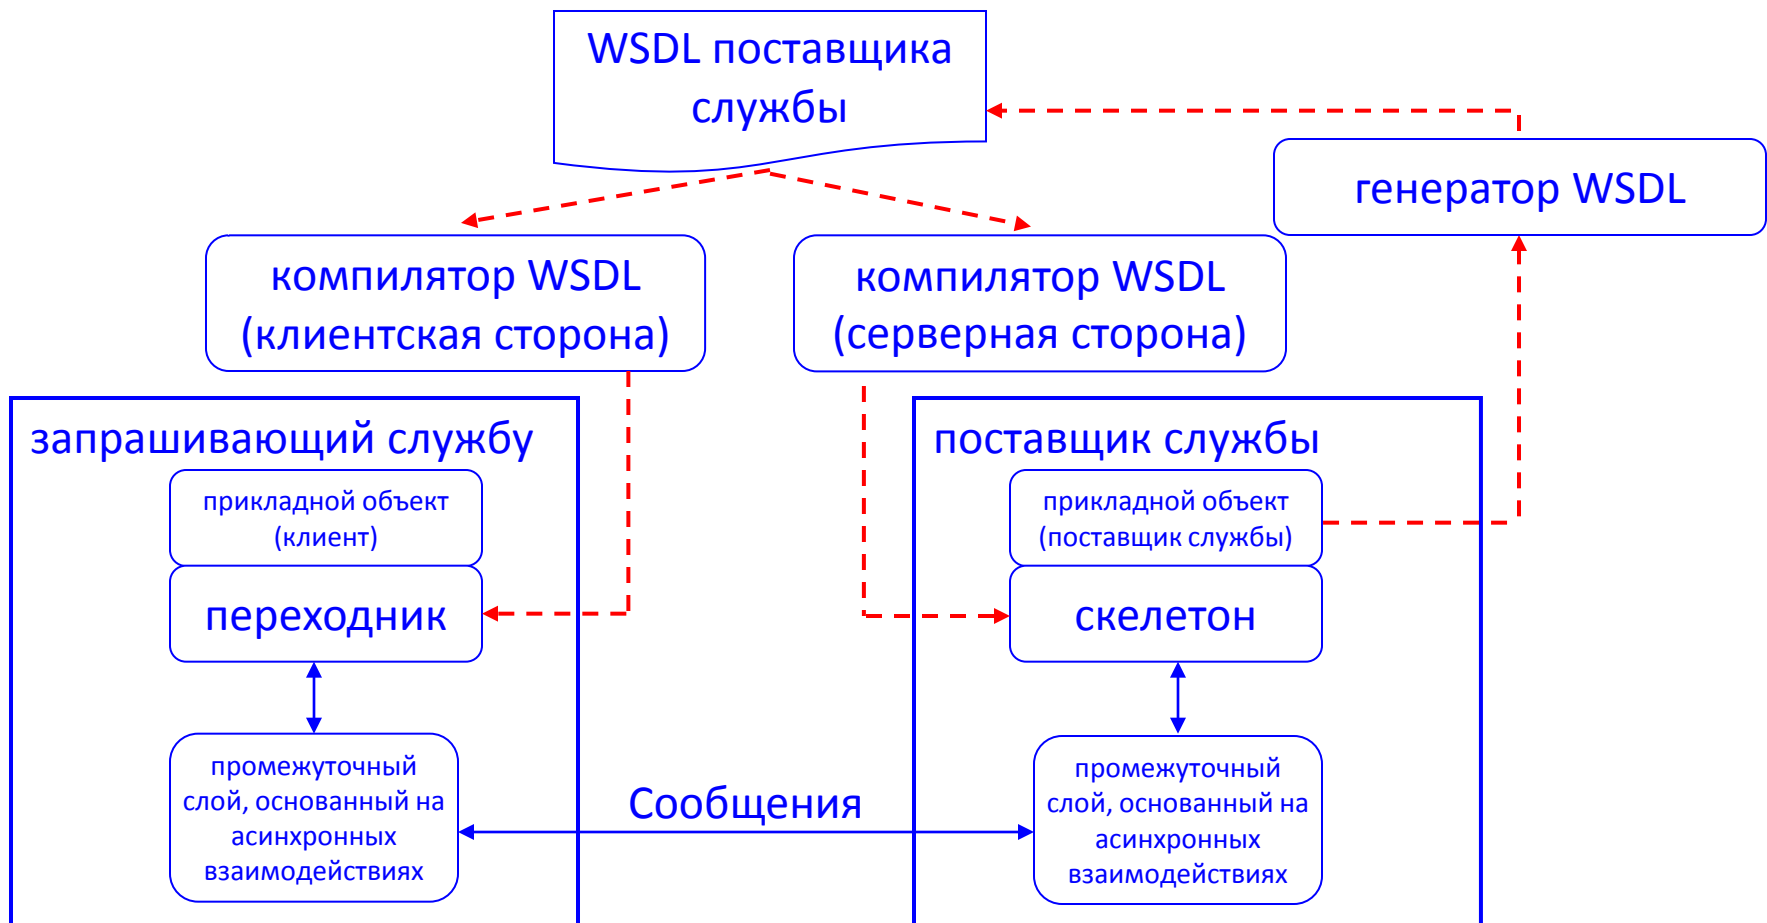 WSDL поставщика
службы
генератор WSDL
компилятор WSDL
(клиентская сторона)
компилятор WSDL
(серверная сторона)
запрашивающий службу
прикладной объект
(клиент)
переходник
промежуточный
слой, основанный на
асинхронных
взаимодействиях
Сообщения
поставщик службы
прикладной объект
(поставщик службы)
скелетон
промежуточный
слой, основанный на
асинхронных
взаимодействиях